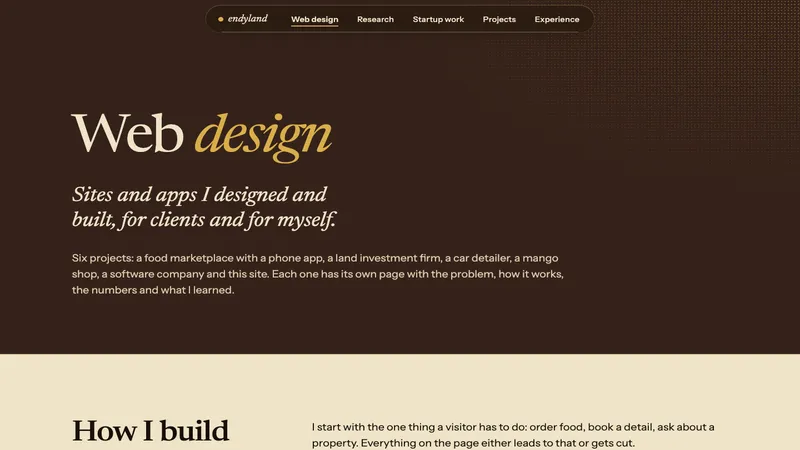 endyland
Web design
Research
Startup work
Projects
Experience
Web design
Sites and apps I designed and
built, for clients and for myself.
Six projects: a food marketplace with a phone app, a land investment firm, a car detailer, a mango
shop, a software company and this site. Each one has its own page with the problem, how it works,
the numbers and what I learned.
How I build
I start with the one thing a visitor has to do: order food, book a detail, ask about a
property. Everything on the page either leads to that or gets cut.